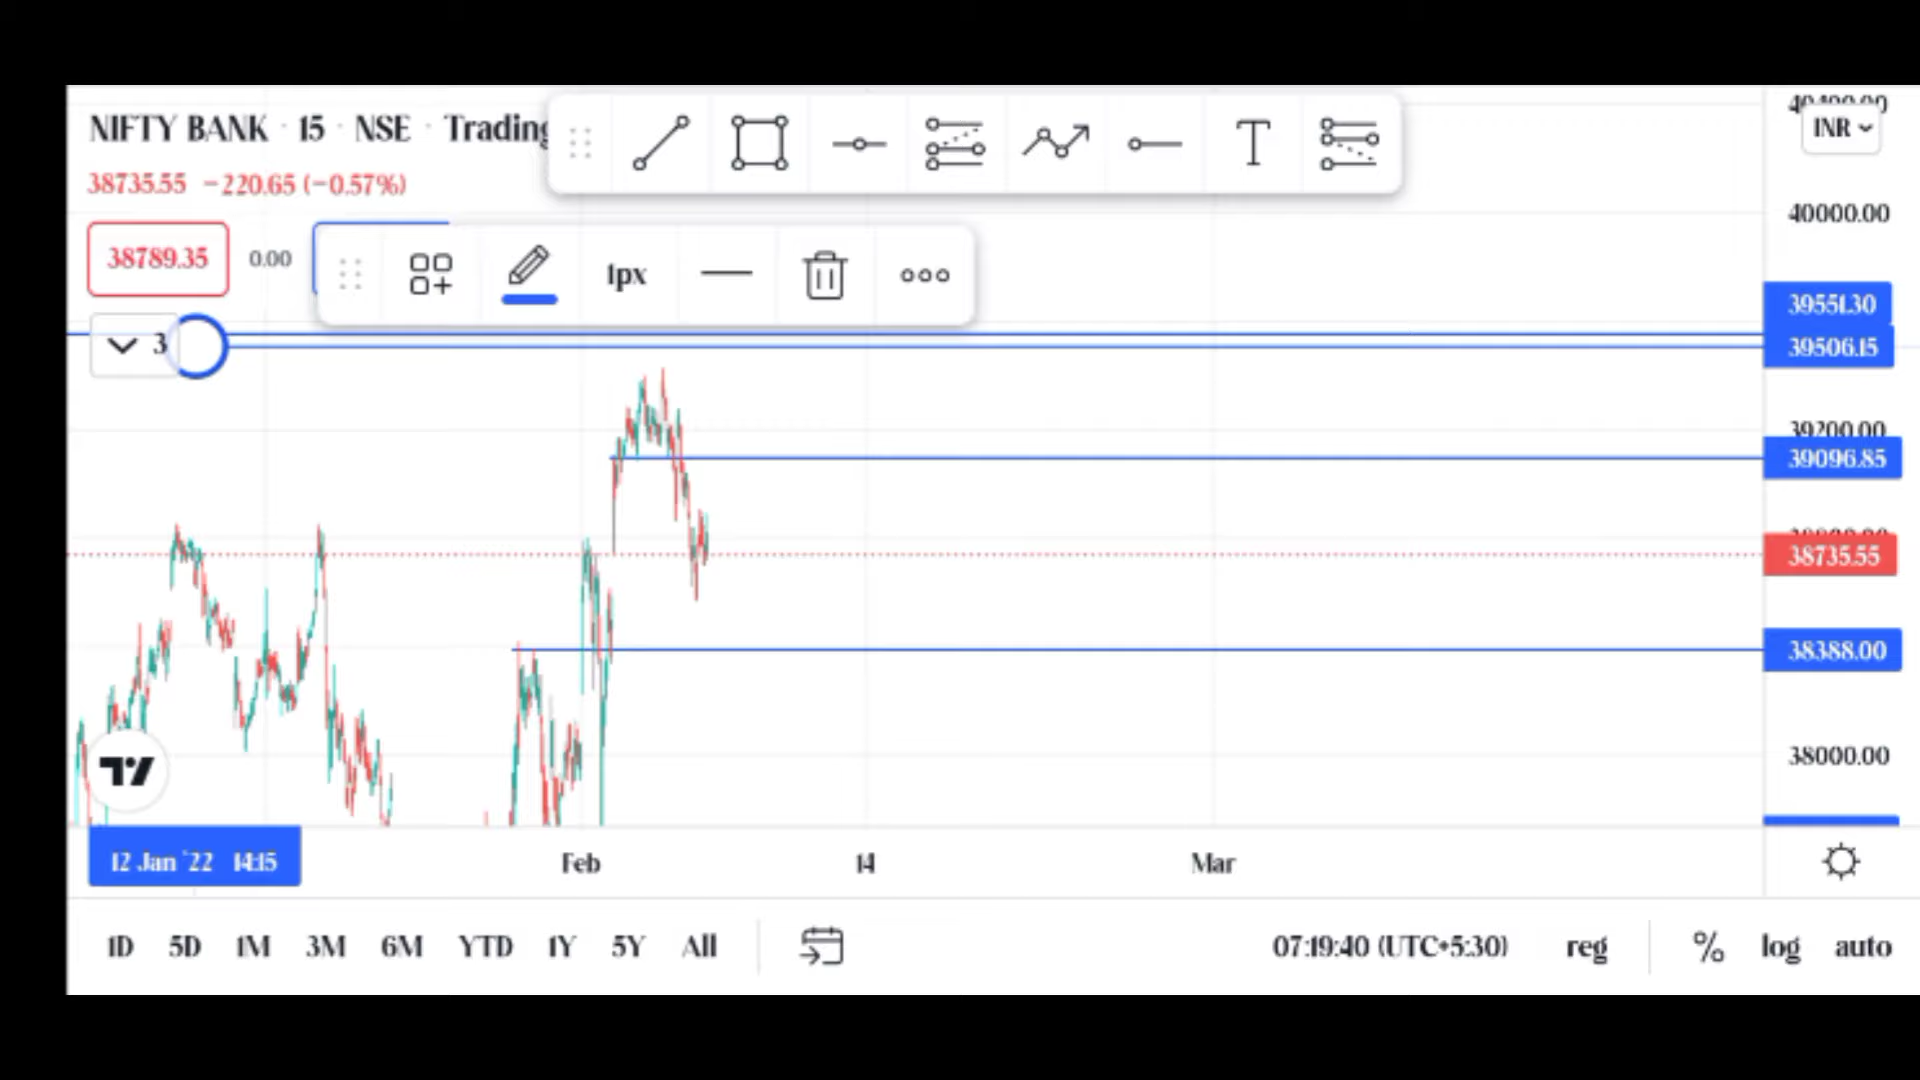 NIFTY BANK · 15 · NSE · Trading
INR
38735.55 −220.65 (−0.57%)
40000.00
38789.35 0.00
1px
39551.30
3
39506.15
39200.00
39096.85
38735.55
38388.00
38000.00
12 Jan '22 14:15 Feb 14 Mar
1D 5D 1M 3M 6M YTD 1Y 5Y All 07:19:40 (UTC+5:30) reg % log auto